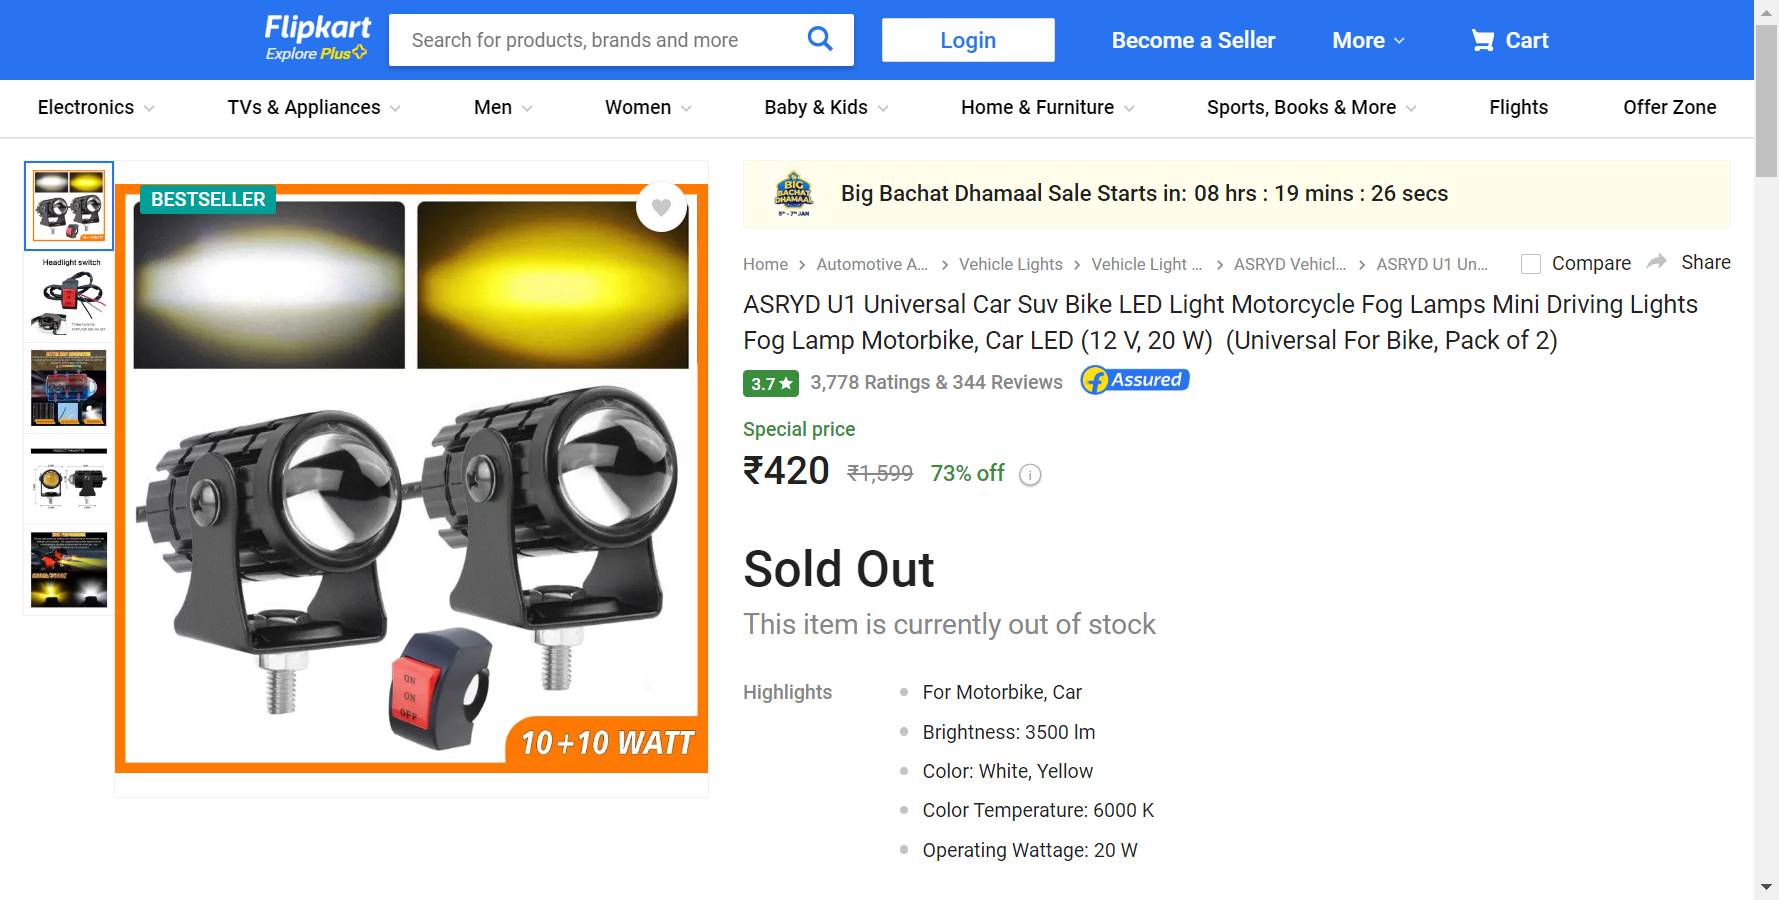 Flipkart
Explore Plus
Search for products, brands and more
Login
Become a Seller
More
Cart
Electronics
TVs & Appliances
Men
Women
Baby & Kids
Home & Furniture
Sports, Books & More
Flights
Offer Zone
Headlight switch
BESTSELLER
ON
ON
OFF
10+10 WATT
BIG
BACHAT
DHAMAAL
5th - 7th JAN
Big Bachat Dhamaal Sale Starts in: 08 hrs : 19 mins : 26 secs
Home
Automotive A...
Vehicle Lights
Vehicle Light ...
ASRYD Vehicl...
ASRYD U1 Un...
Compare
Share
ASRYD U1 Universal Car Suv Bike LED Light Motorcycle Fog Lamps Mini Driving Lights
Fog Lamp Motorbike, Car LED (12 V, 20 W) (Universal For Bike, Pack of 2)
3.7★
3,778 Ratings & 344 Reviews
Assured
Special price
₹420 ₹1,599 73% off
Sold Out
This item is currently out of stock
Highlights
For Motorbike, Car
Brightness: 3500 lm
Color: White, Yellow
Color Temperature: 6000 K
Operating Wattage: 20 W